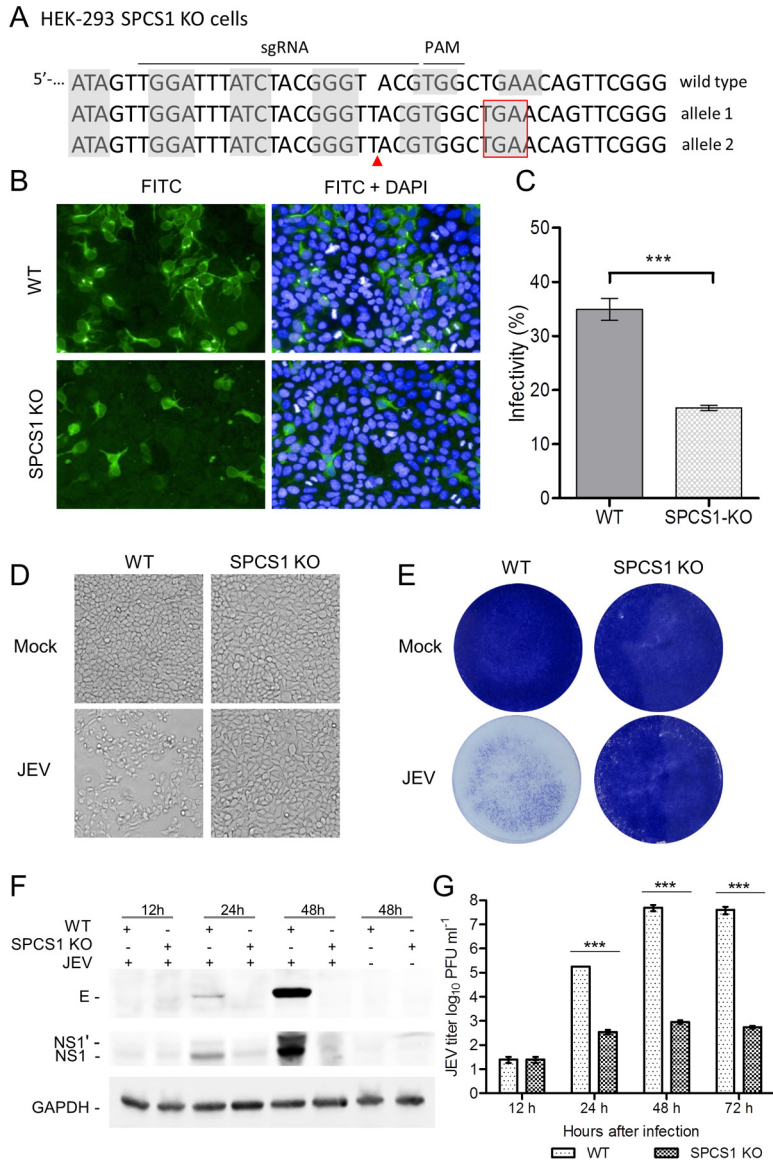 A HEK-293 SPCS1 KO cells
sgRNA PAM
5'-... ATAGTTGGATTTATCTACGGGT ACGTGGCTGAACAGTTCGGG wild type
ATAGTTGGATTTATCTACGGGTTACGTGGCTGAACAGTTCGGG allele 1
ATAGTTGGATTTATCTACGGGTTACGTGGCTGAACAGTTCGGG allele 2
B
FITC FITC + DAPI
WT
SPCS1 KO
C
Infectivity (%)
50
40
30
20
10
0
***
WT SPCS1-KO
D
WT SPCS1 KO
Mock
JEV
E
WT SPCS1 KO
Mock
JEV
F
12h 24h 48h 48h
WT + - + - + - + -
SPCS1 KO - + - + - + - +
JEV + + + + + + - -
E -
NS1' -
NS1 -
GAPDH -
G
JEV titer log10 PFU ml-1
8
7
6
5
4
3
2
1
0
*** *** ***
12 h 24 h 48 h 72 h
Hours after infection
WT SPCS1 KO